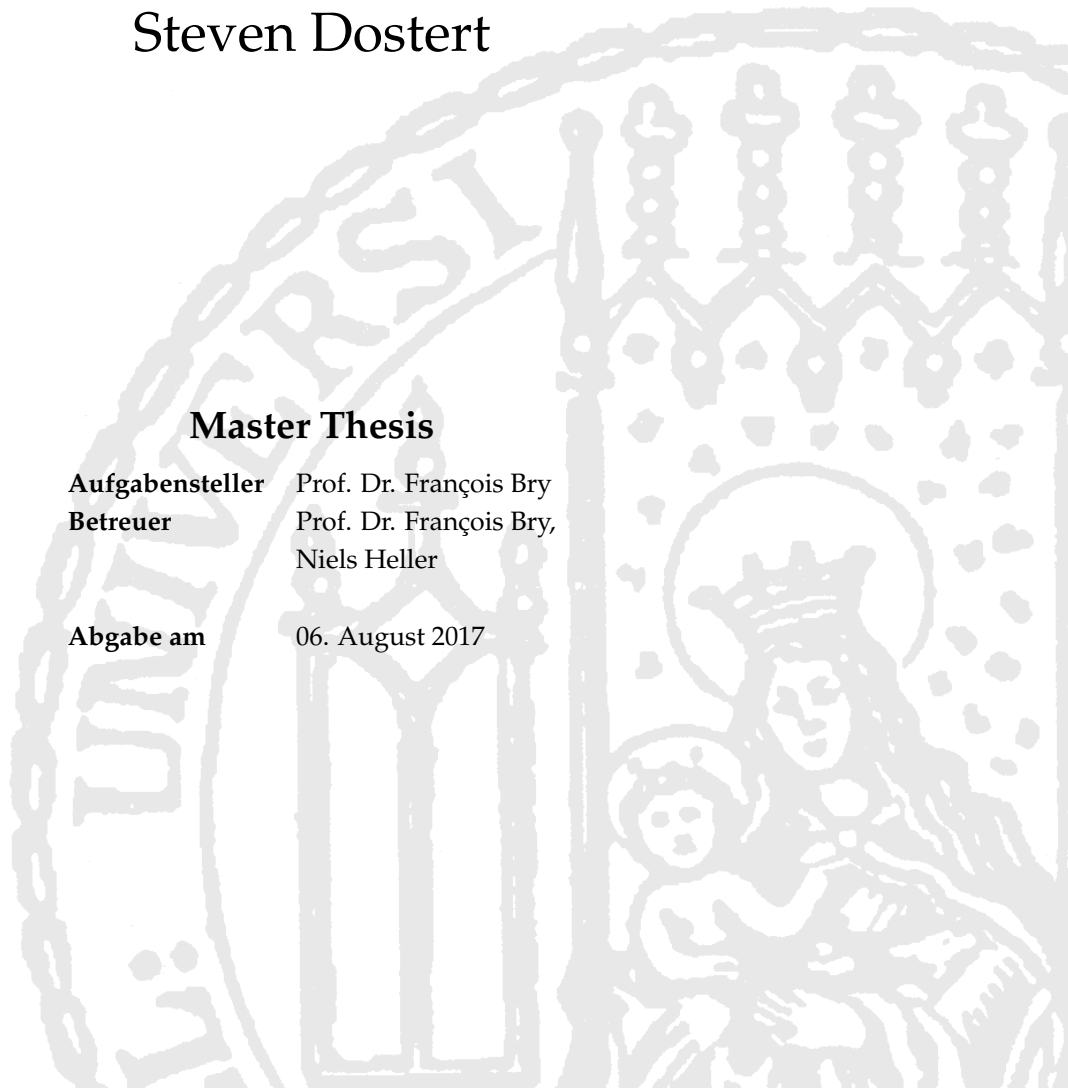 Steven Dostert
UNIVERSI
Master Thesis
Aufgabensteller Prof. Dr. François Bry
Betreuer Prof. Dr. François Bry,
Niels Heller
Abgabe am 06. August 2017